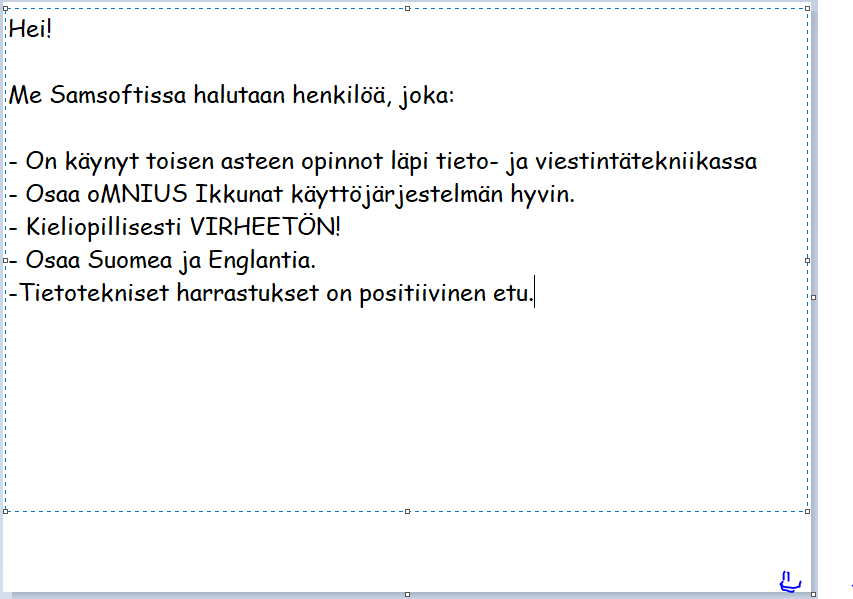 Hei!
Me Samsoftissa halutaan henkilöä, joka:
- On käynyt toisen asteen opinnot läpi tieto- ja viestintätekniikassa
- Osaa oMNIUS Ikkunat käyttöjärjestelmän hyvin.
- Kieliopillisesti VIRHEETÖN!
- Osaa Suomea ja Englantia.
-Tietotekniset harrastukset on positiivinen etu.